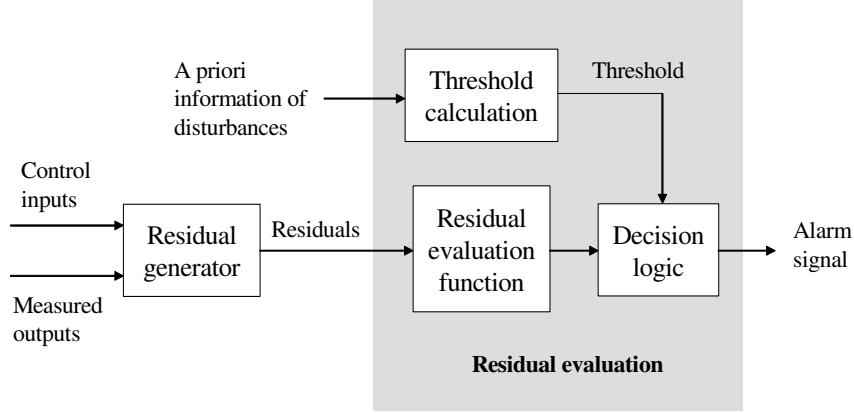 A priori
information of
disturbances
Threshold
calculation
Threshold
Control
inputs
Residual
generator
Measured
outputs
Residuals
Residual
evaluation
function
Decision
logic
Alarm
signal
Residual evaluation